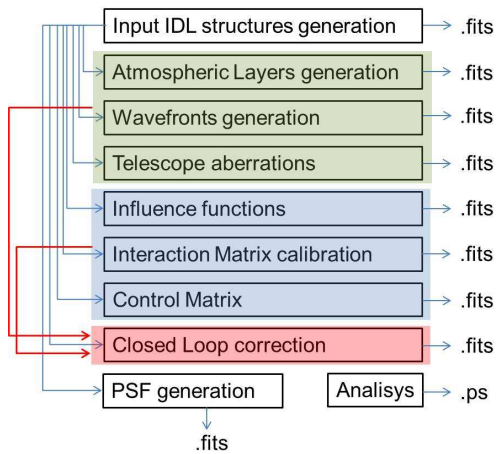 Input IDL structures generation .fits
Atmospheric Layers generation .fits
Wavefronts generation .fits
Telescope aberrations .fits
Influence functions .fits
Interaction Matrix calibration .fits
Control Matrix .fits
Closed Loop correction .fits
PSF generation Analisys .ps
.fits